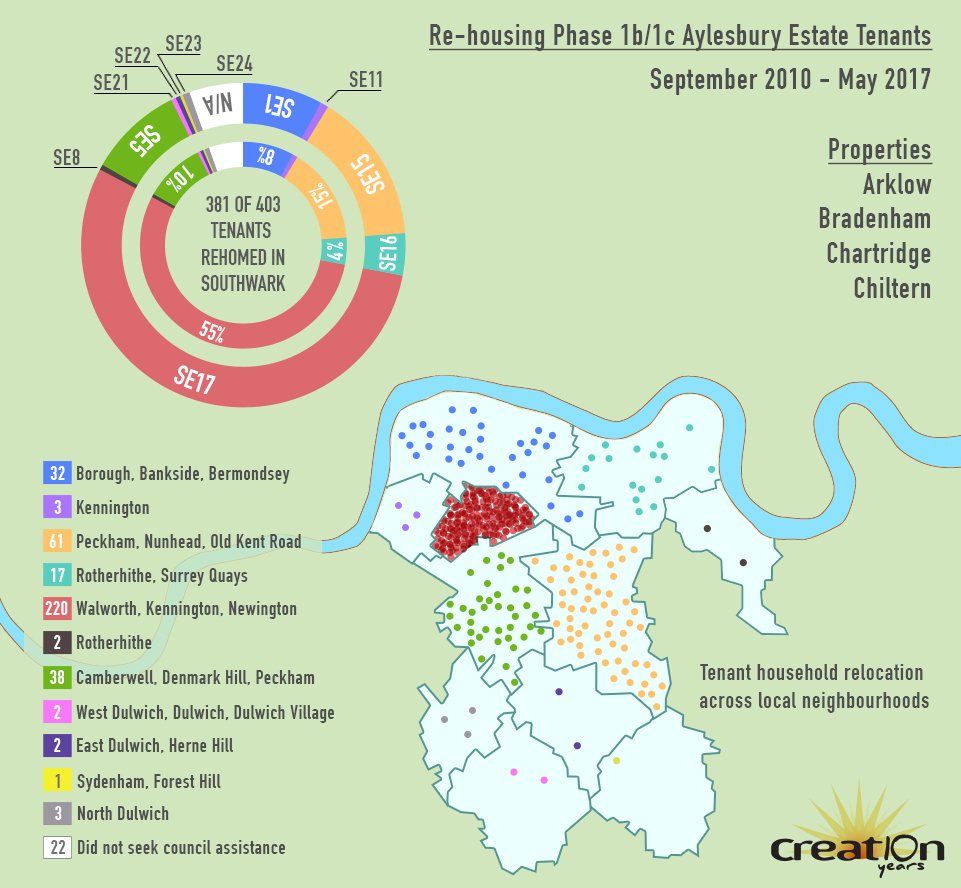 Re-housing Phase 1b/1c Aylesbury Estate Tenants
September 2010 - May 2017
Properties
Arklow
Bradenham
Chartridge
Chiltern
SE23
SE22
SE24
SE21
SE11
N/A
SE1
SE5
SE15
SE8
SE16
SE17
8%
10%
15%
4%
55%
381 OF 403
TENANTS
REHOMED IN
SOUTHWARK
32 Borough, Bankside, Bermondsey
3 Kennington
61 Peckham, Nunhead, Old Kent Road
17 Rotherhithe, Surrey Quays
220 Walworth, Kennington, Newington
2 Rotherhithe
38 Camberwell, Denmark Hill, Peckham
2 West Dulwich, Dulwich, Dulwich Village
2 East Dulwich, Herne Hill
1 Sydenham, Forest Hill
3 North Dulwich
22 Did not seek council assistance
Tenant household relocation
across local neighbourhoods
creat10n
years